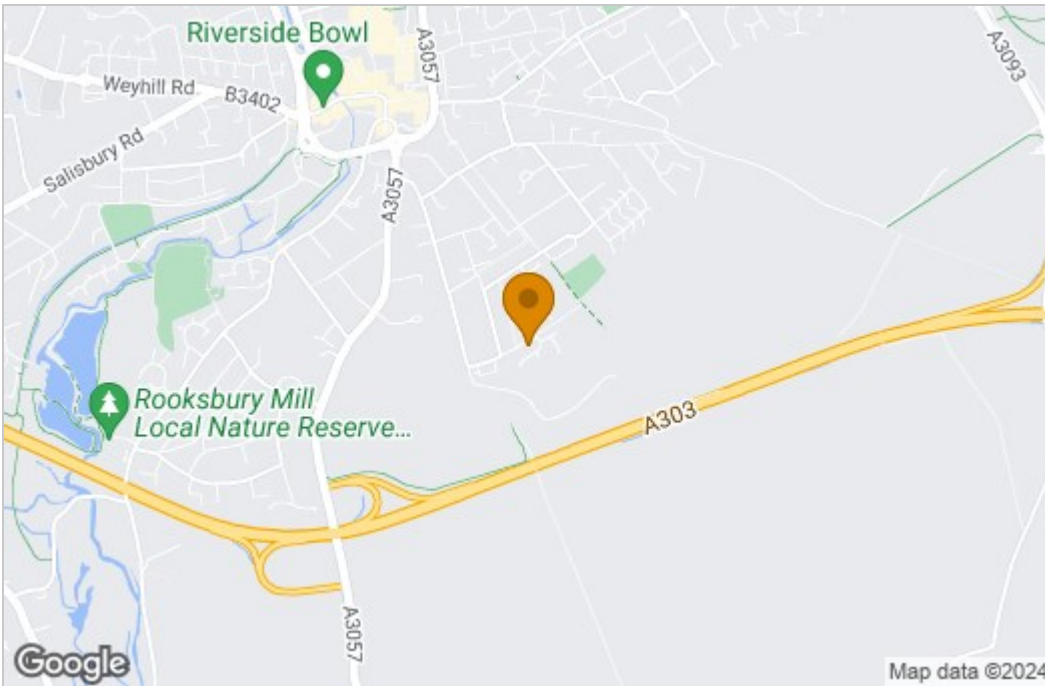 Riverside Bowl
A3057
A3093
Weyhill Rd
B3402
Salisbury Rd
A3057
Rooksbury Mill
Local Nature Reserve...
A303
A3057
Google
Map data ©2024